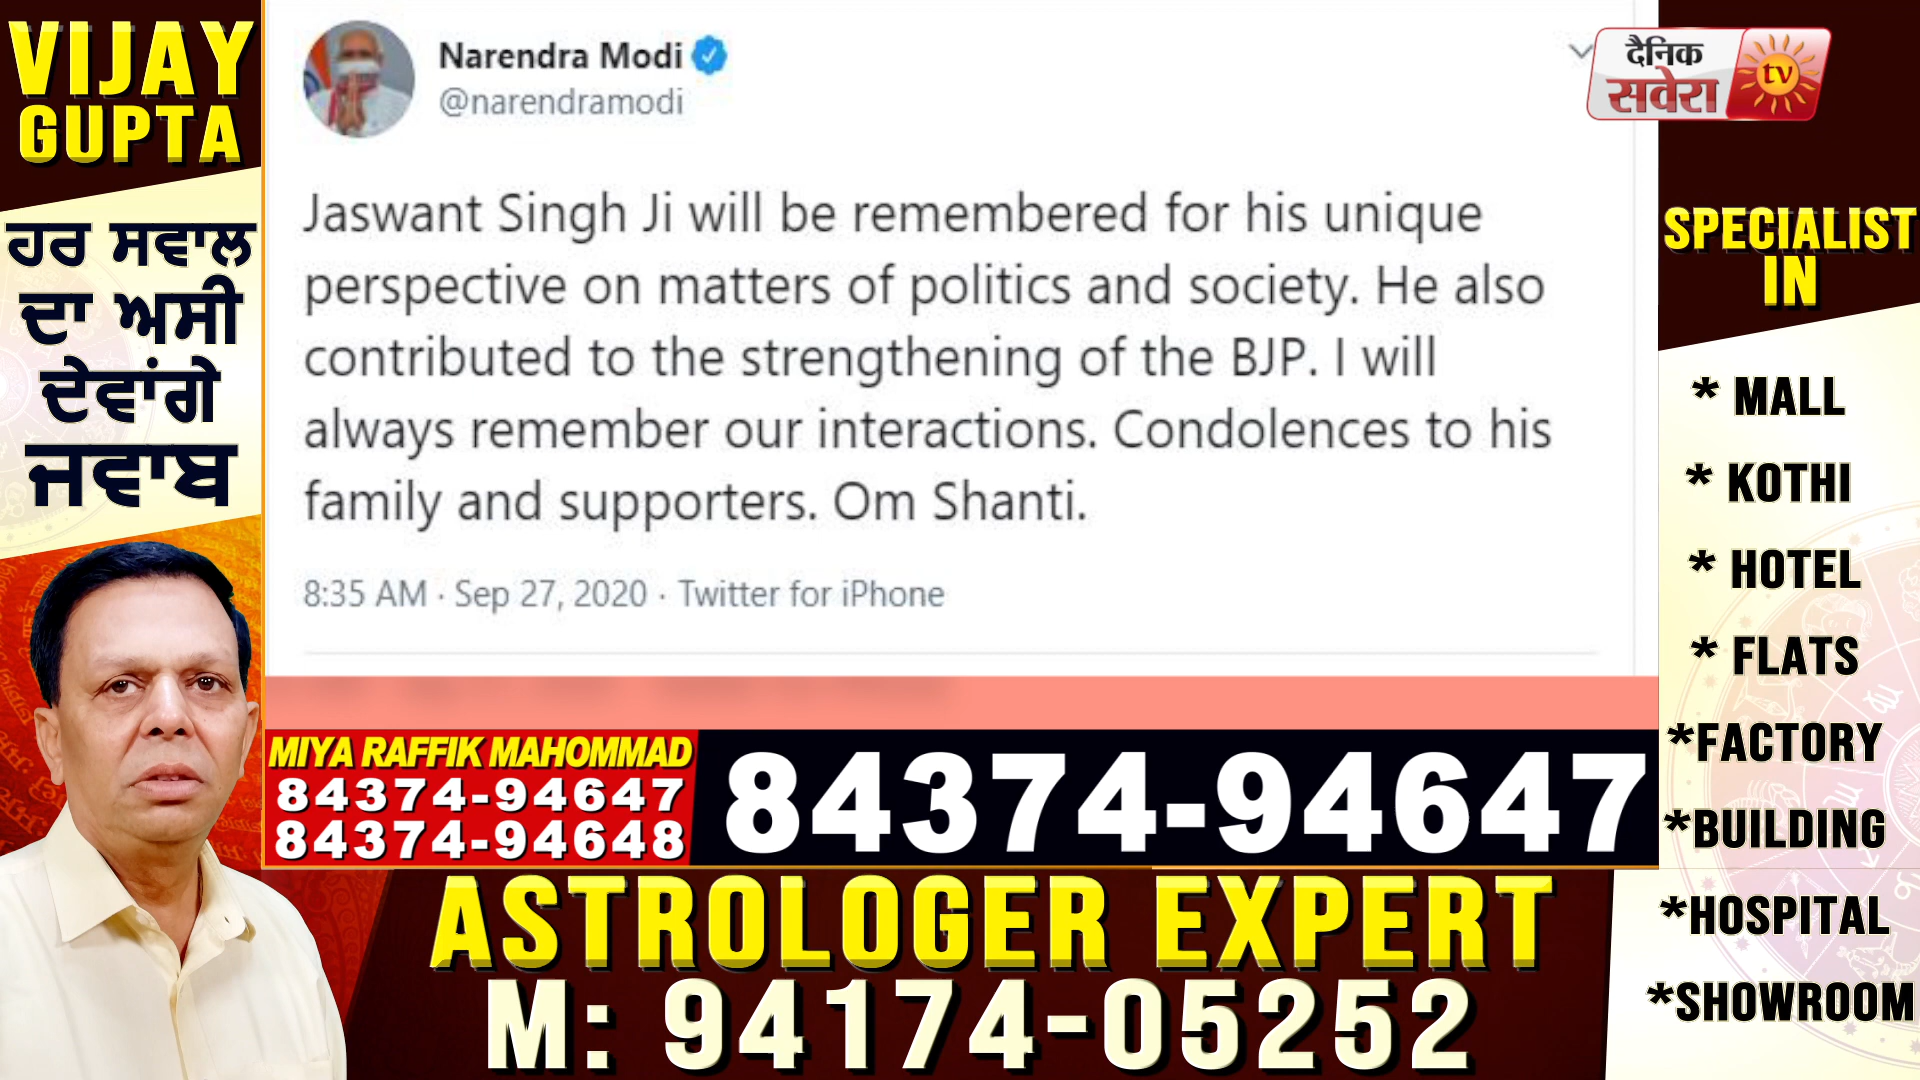 VIJAY
GUPTA
ਹਰ ਸਵਾਲ
ਦਾ ਅਸੀ
ਦੇਵਾਂਗੇ
ਜਵਾਬ
Narendra Modi
@narendramodi
Jaswant Singh Ji will be remembered for his unique
perspective on matters of politics and society. He also
contributed to the strengthening of the BJP. I will
always remember our interactions. Condolences to his
family and supporters. Om Shanti.
8:35 AM · Sep 27, 2020 · Twitter for iPhone
दैनिक
सवेरा
tv
SPECIALIST
IN
* MALL
* KOTHI
* HOTEL
* FLATS
*FACTORY
*BUILDING
*HOSPITAL
*SHOWROOM
MIYA RAFFIK MAHOMMAD
84374-94647
84374-94648
84374-94647
ASTROLOGER EXPERT
M: 94174-05252